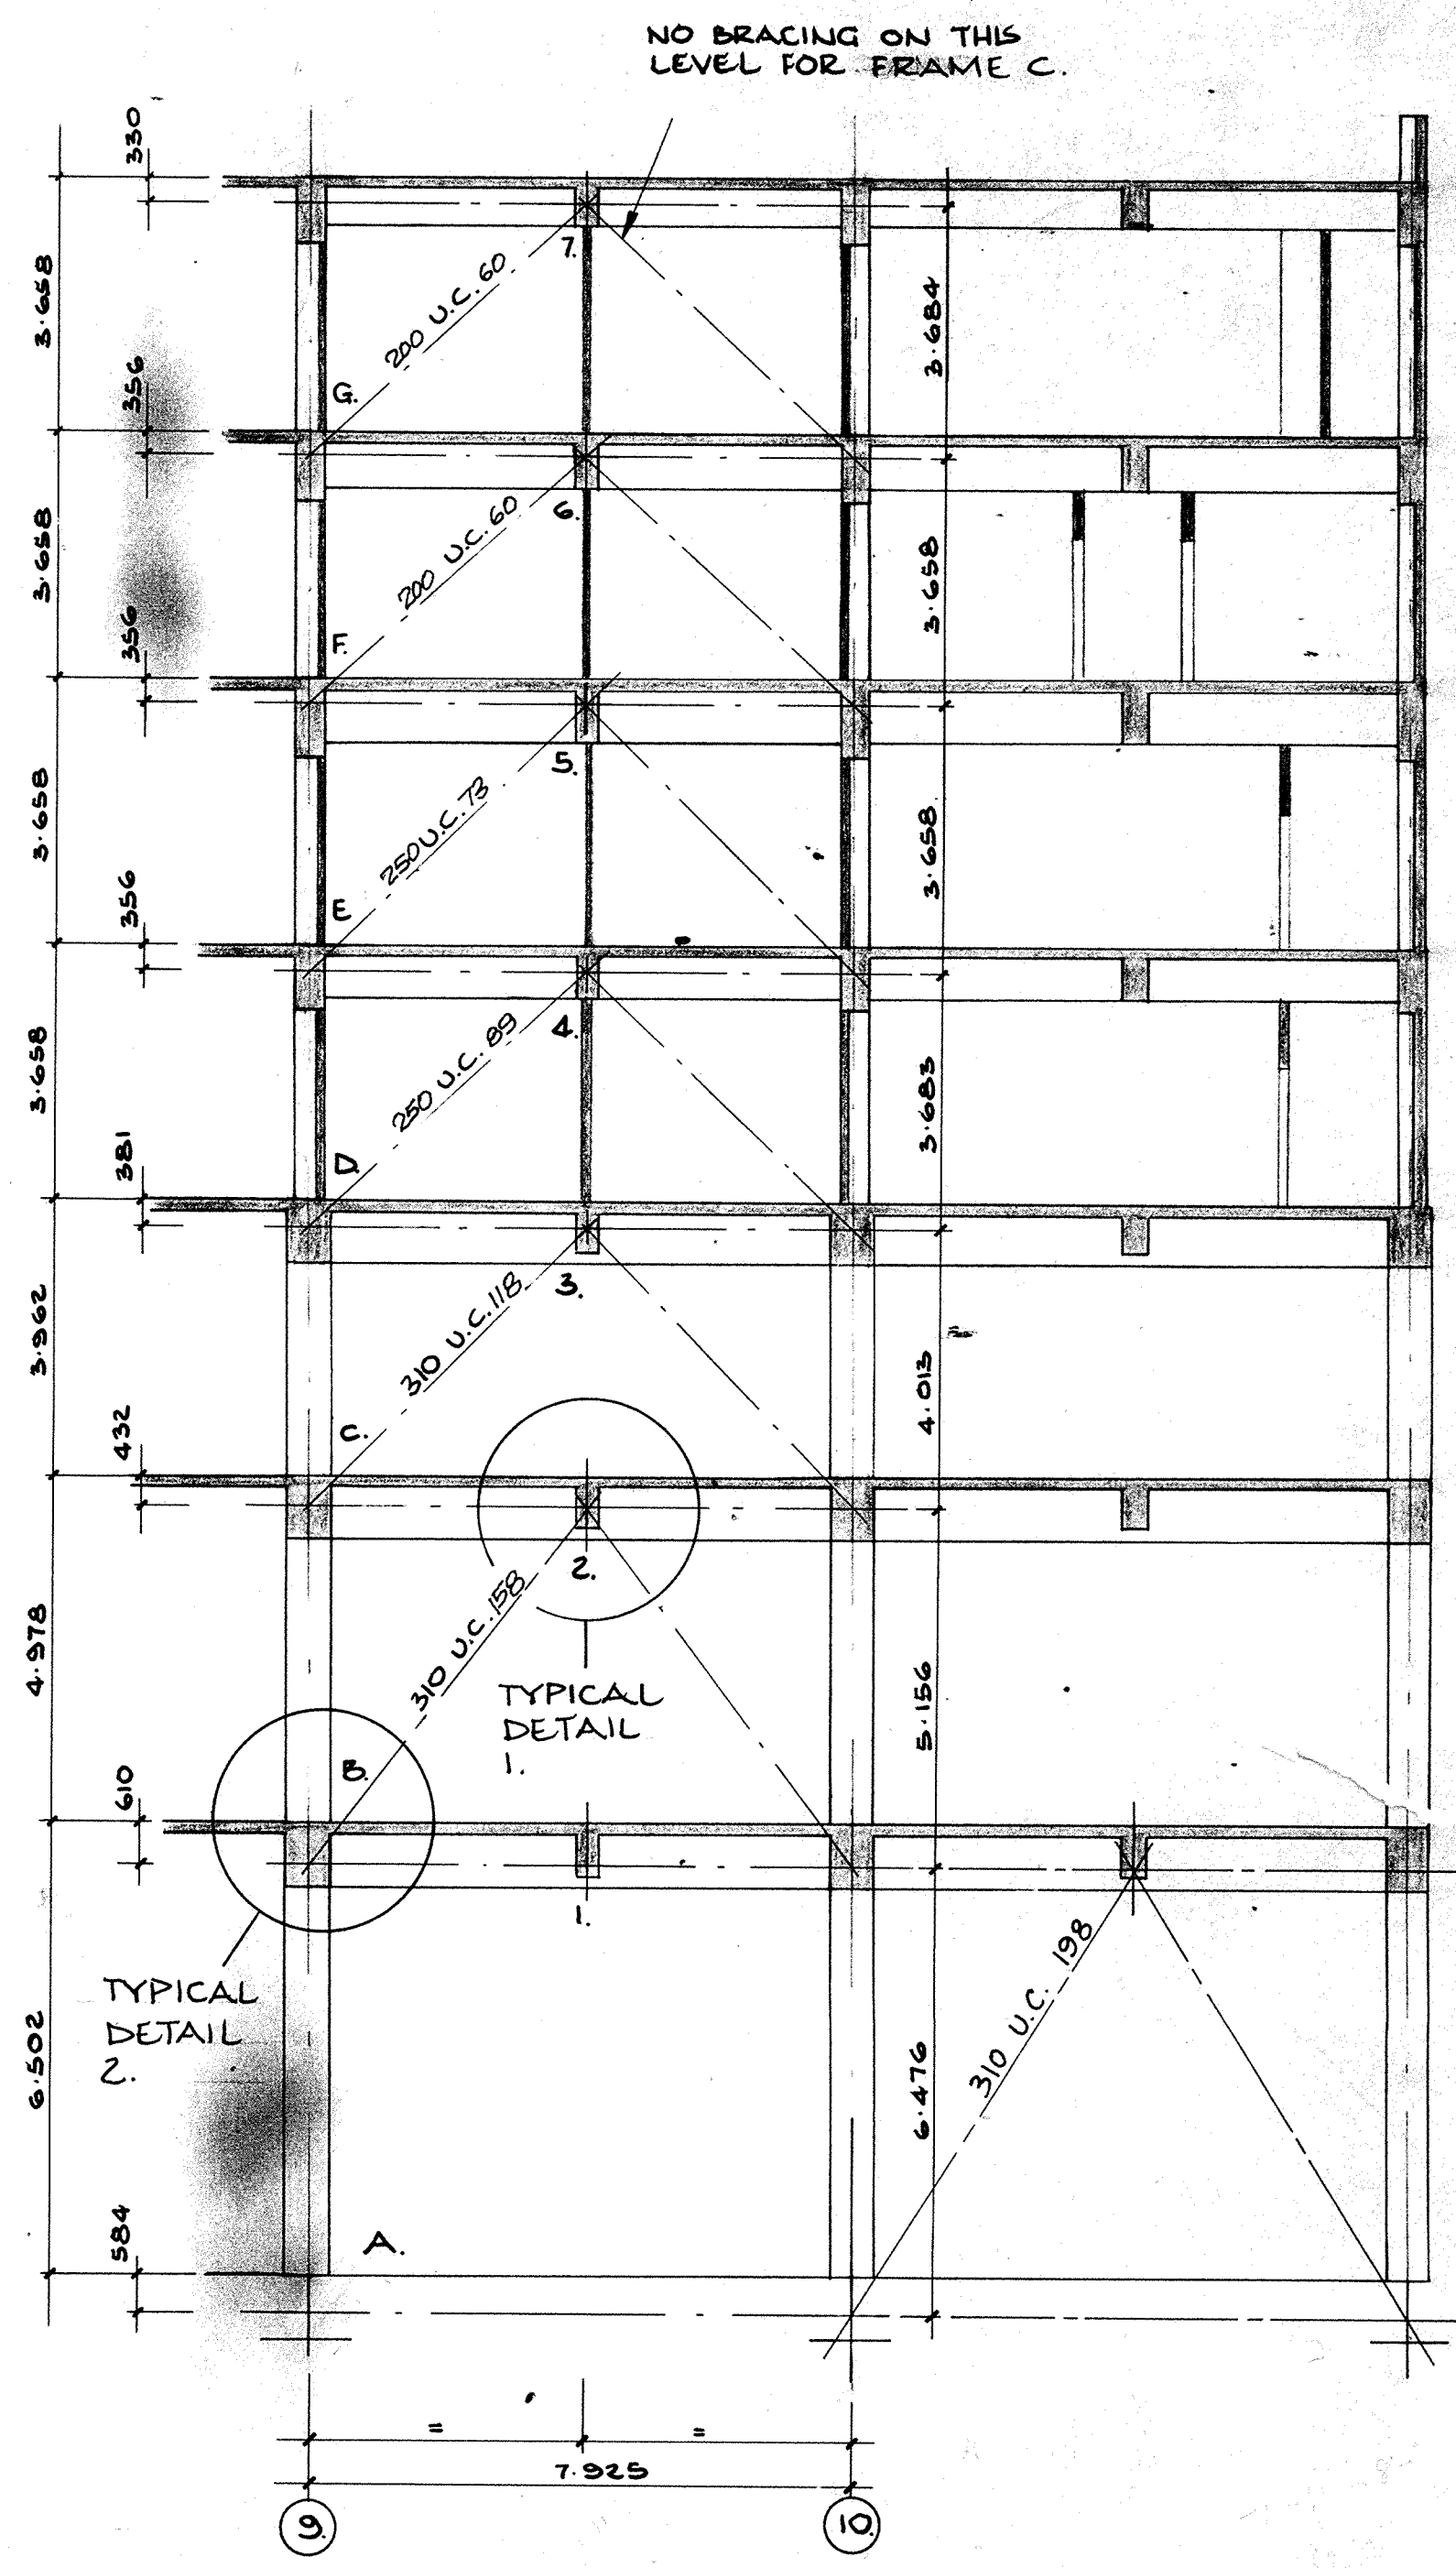 NO BRACING ON THIS
LEVEL FOR FRAME C.
330
3.658
7.
200 U.C. 60
3.684
356
G.
6.
200 U.C. 60
3.658
3.658
356
F.
5.
250 U.C. 73
3.658
3.658
356
E
4.
250 U.C. 89
3.658
3.683
381
D.
3.
310 U.C. 118
3.962
4.013
432
C.
2.
310 U.C. 158
4.978
TYPICAL
DETAIL
1.
5.156
610
B.
1.
TYPICAL
DETAIL
2.
310 U.C. 198
6.502
6.476
584
A.
=
=
7.925
9.
10.